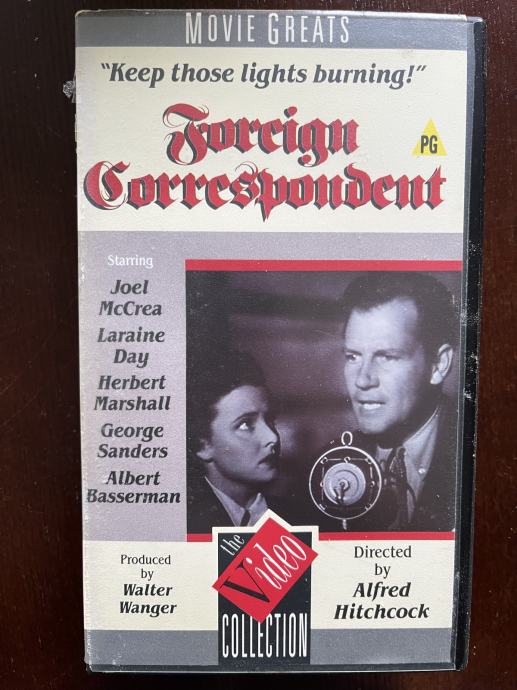 MOVIE GREATS
"Keep those lights burning!"
Foreign
Correspondent
PG
Starring
Joel
McCrea
Laraine
Day
Herbert
Marshall
George
Sanders
Albert
Basserman
Produced
by
Walter
Wanger
the
Video
COLLECTION
Directed
by
Alfred
Hitchcock